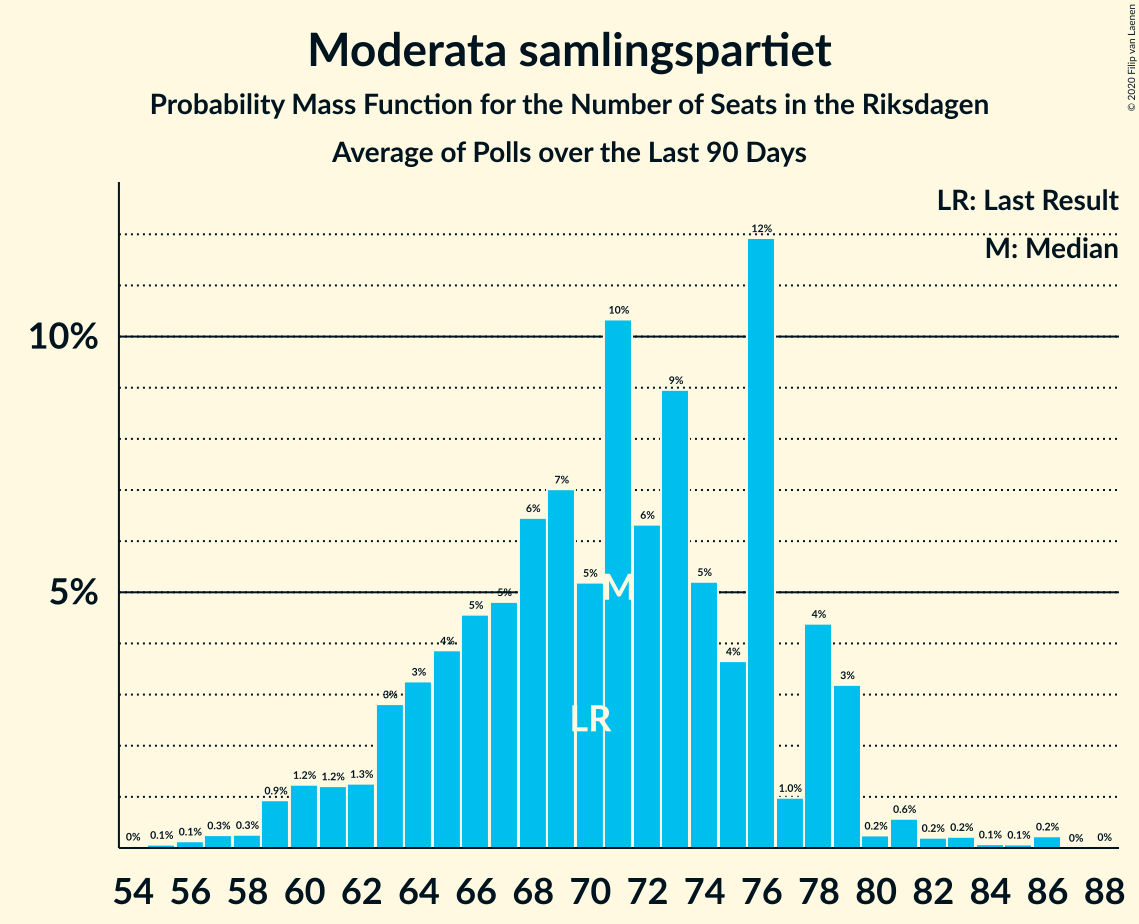 Moderata samlingspartiet
Probability Mass Function for the Number of Seats in the Riksdagen
Average of Polls over the Last 90 Days
© 2020 Filip van Laenen
LR: Last Result
M: Median
10%
5%
0% 0.1% 0.1% 0.3% 0.3% 0.9% 1.2% 1.2% 1.3% 3% 3% 4% 5% 5% 6% 7% 5% 10% 6% 9% 5% 4% 12% 1.0% 4% 3% 0.2% 0.6% 0.2% 0.2% 0.1% 0.1% 0.2% 0% 0%
M
LR
54 56 58 60 62 64 66 68 70 72 74 76 78 80 82 84 86 88